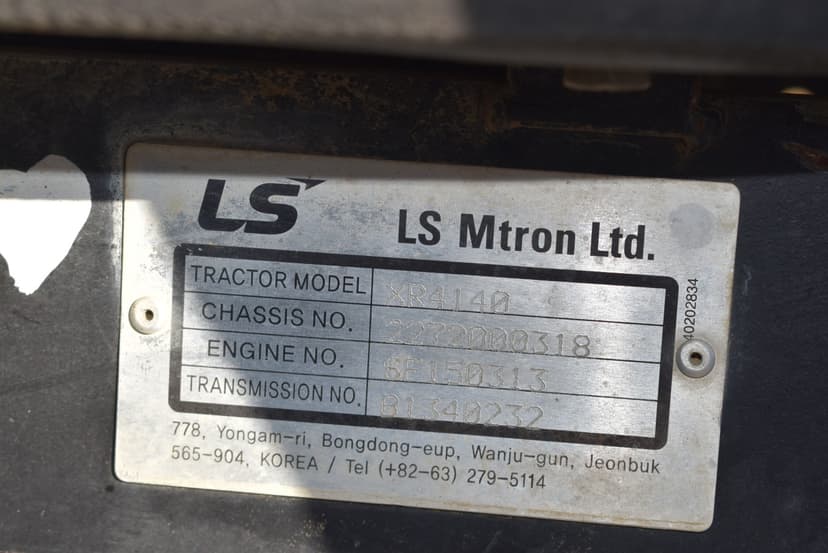 LS
LS Mtron Ltd.
TRACTOR MODEL XR4140
CHASSIS NO. 2272000318
ENGINE NO. 6F150313
TRANSMISSION NO. B1340232
40202834
778, Yongam-ri, Bongdong-eup, Wanju-gun, Jeonbuk
565-904, KOREA / Tel (+82-63) 279-5114